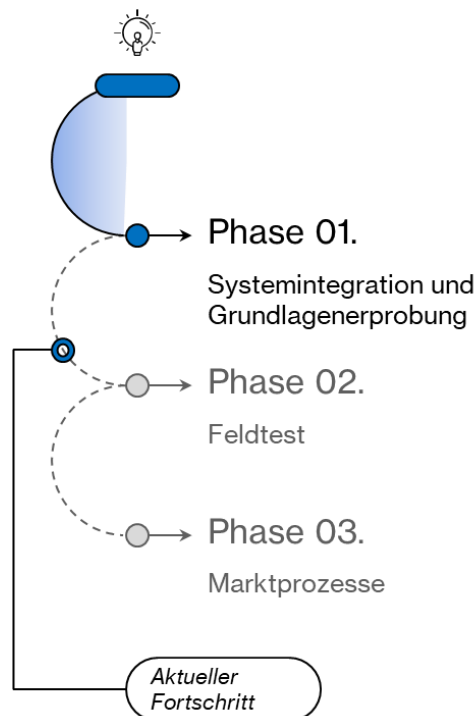 Phase 01.
Systemintegration und
Grundlagenerprobung
Phase 02.
Feldtest
Phase 03.
Marktprozesse
Aktueller
Fortschritt